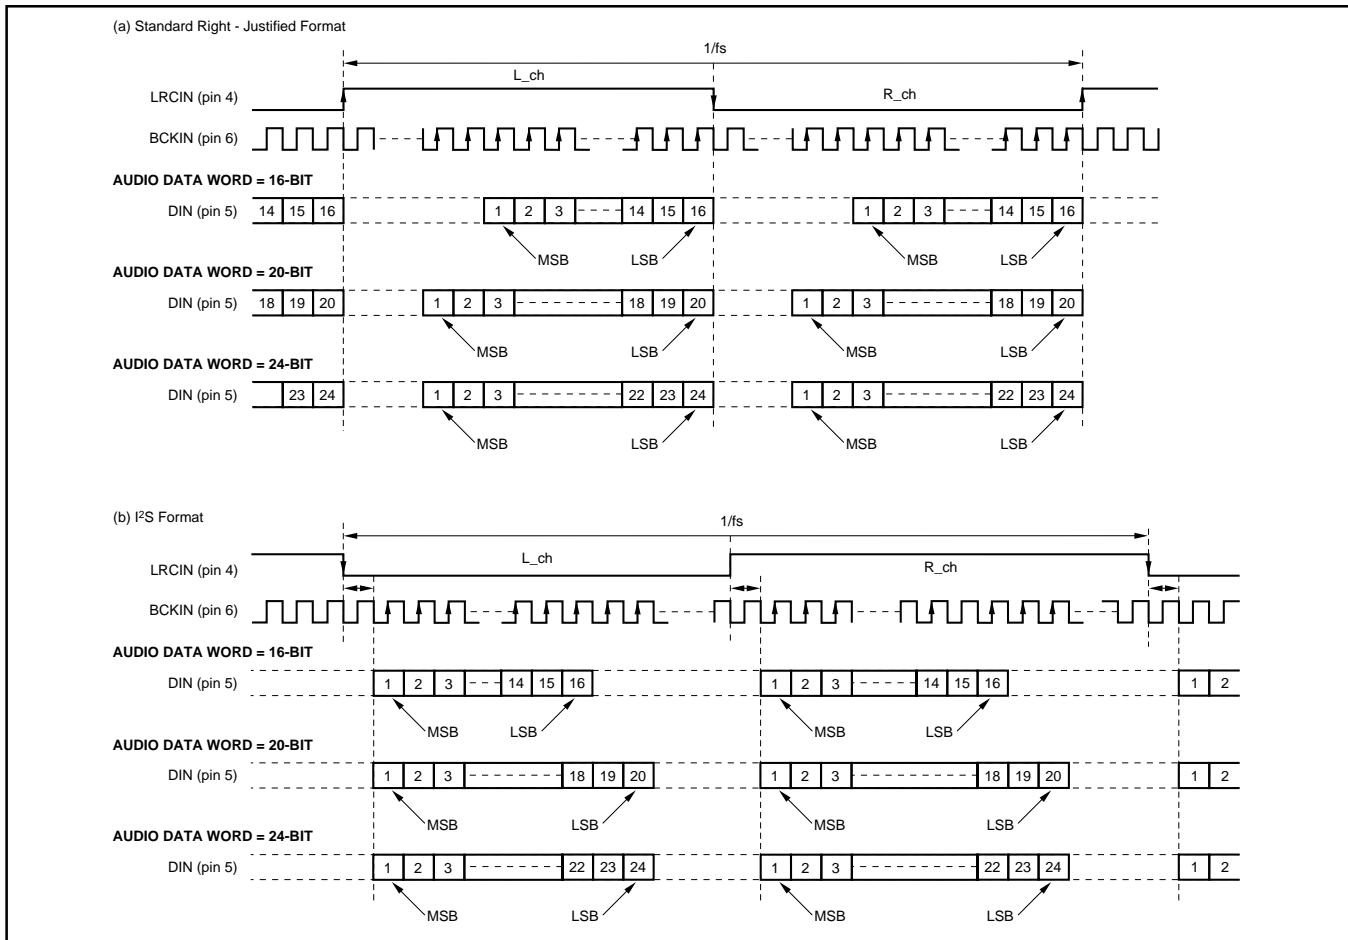 (a) Standard Right - Justified Format
1/fs
L_ch
R_ch
LRCIN (pin 4)
BCKIN (pin 6)
AUDIO DATA WORD = 16-BIT
DIN (pin 5) 14 15 16 1 2 3 14 15 16 1 2 3 14 15 16
MSB LSB MSB LSB
AUDIO DATA WORD = 20-BIT
DIN (pin 5) 18 19 20 1 2 3 18 19 20 1 2 3 18 19 20
MSB LSB MSB LSB
AUDIO DATA WORD = 24-BIT
DIN (pin 5) 23 24 1 2 3 22 23 24 1 2 3 22 23 24
MSB LSB MSB LSB
(b) I²S Format
1/fs
L_ch
R_ch
LRCIN (pin 4)
BCKIN (pin 6)
AUDIO DATA WORD = 16-BIT
DIN (pin 5) 1 2 3 14 15 16 1 2 3 14 15 16 1 2
MSB LSB MSB LSB
AUDIO DATA WORD = 20-BIT
DIN (pin 5) 1 2 3 18 19 20 1 2 3 18 19 20 1 2
MSB LSB MSB LSB
AUDIO DATA WORD = 24-BIT
DIN (pin 5) 1 2 3 22 23 24 1 2 3 22 23 24 1 2
MSB LSB MSB LSB